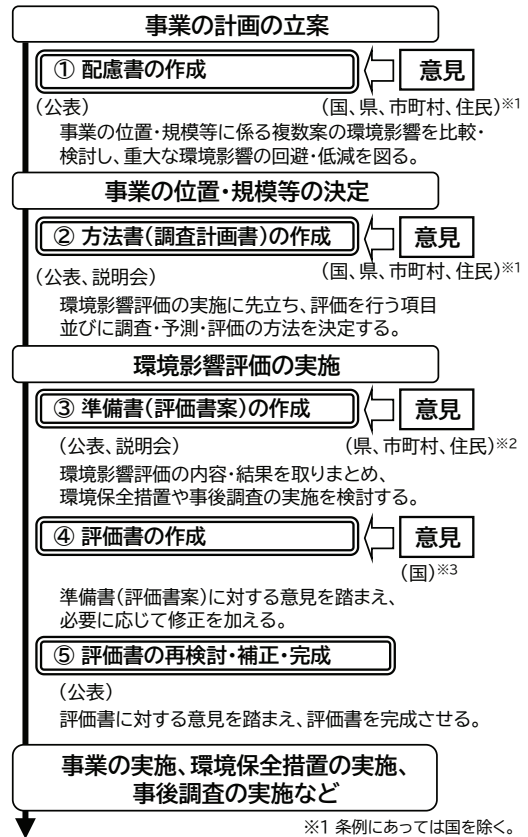 事業の計画の立案
① 配慮書の作成
意見
(公表)
(国、県、市町村、住民)※1
事業の位置・規模等に係る複数案の環境影響を比較・
検討し、重大な環境影響の回避・低減を図る。
事業の位置・規模等の決定
② 方法書(調査計画書)の作成
意見
(公表、説明会)
(国、県、市町村、住民)※1
環境影響評価の実施に先立ち、評価を行う項目
並びに調査・予測・評価の方法を決定する。
環境影響評価の実施
③ 準備書(評価書案)の作成
意見
(公表、説明会)
(県、市町村、住民)※2
環境影響評価の内容・結果を取りまとめ、
環境保全措置や事後調査の実施を検討する。
④ 評価書の作成
意見
(国)※3
準備書(評価書案)に対する意見を踏まえ、
必要に応じて修正を加える。
⑤ 評価書の再検討・補正・完成
(公表)
評価書に対する意見を踏まえ、評価書を完成させる。
事業の実施、環境保全措置の実施、
事後調査の実施など
※1 条例にあっては国を除く。